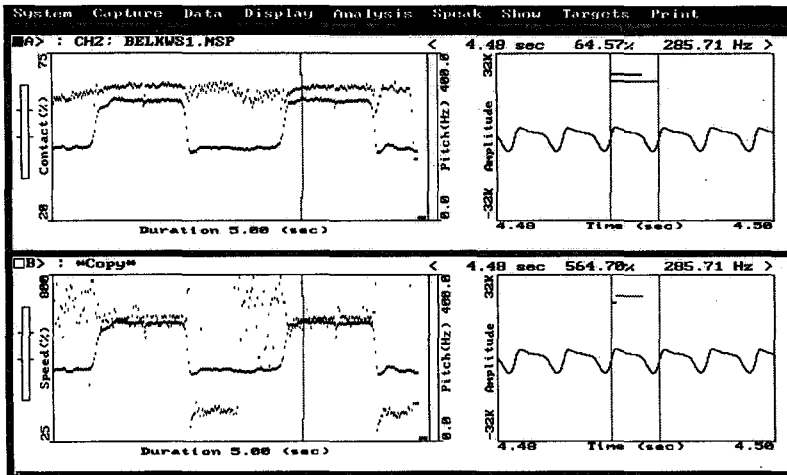 System Capture Data Display Analysis Speak Show Targets Print
A> : CH2: BELKWS1.MSP < 4.48 sec 64.57% 285.71 Hz >
75
Contact(%)
20
400.0
Pitch(Hz)
0.0
Duration 5.00 (sec)
32K
Amplitude
-32K
4.48 Time (sec) 4.50
B> : *Copy* < 4.48 sec 564.70% 285.71 Hz >
800
Speed(%)
25
400.0
Pitch(Hz)
0.0
Duration 5.00 (sec)
32K
Amplitude
-32K
4.48 Time (sec) 4.50